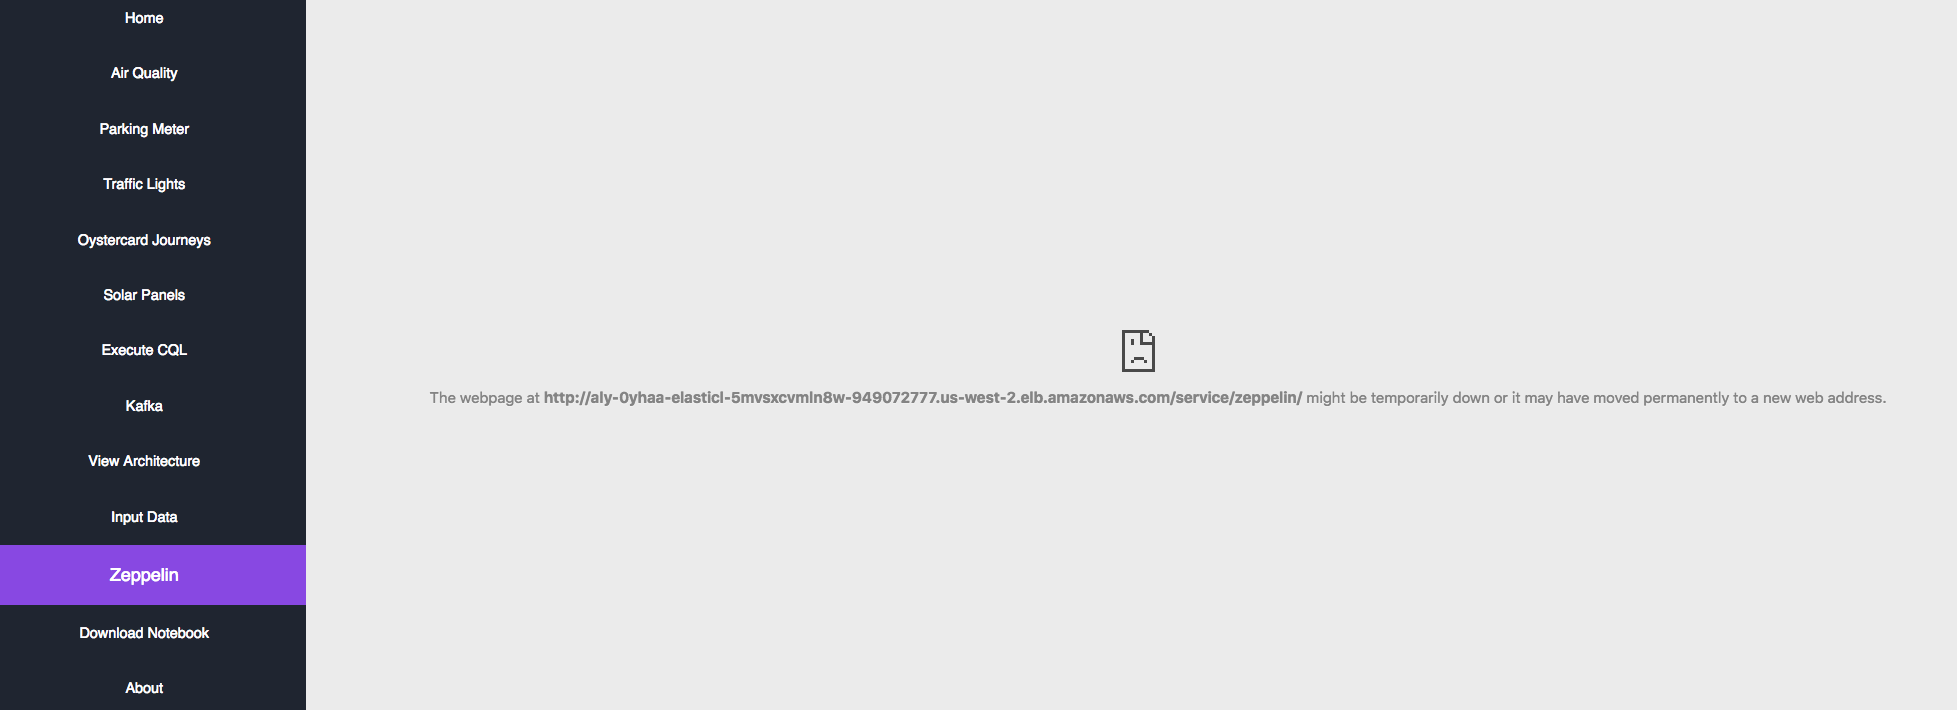 Home
Air Quality
Parking Meter
Traffic Lights
Oystercard Journeys
Solar Panels
Execute CQL
Kafka
View Architecture
Input Data
Zeppelin
Download Notebook
About
The webpage at http://aly-0yhaa-elasticl-5mvsxcvmln8w-949072777.us-west-2.elb.amazonaws.com/service/zeppelin/ might be temporarily down or it may have moved permanently to a new web address.